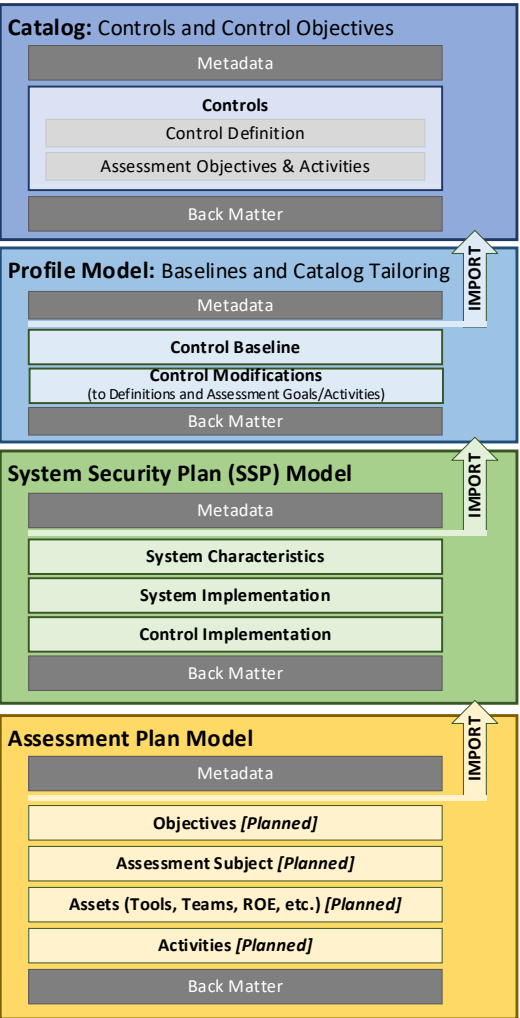 Catalog: Controls and Control Objectives
Metadata
Controls
Control Definition
Assessment Objectives & Activities
Back Matter
IMPORT
Profile Model: Baselines and Catalog Tailoring
Metadata
Control Baseline
Control Modifications
(to Definitions and Assessment Goals/Activities)
Back Matter
IMPORT
System Security Plan (SSP) Model
Metadata
System Characteristics
System Implementation
Control Implementation
Back Matter
IMPORT
Assessment Plan Model
Metadata
Objectives [Planned]
Assessment Subject [Planned]
Assets (Tools, Teams, ROE, etc.) [Planned]
Activities [Planned]
Back Matter